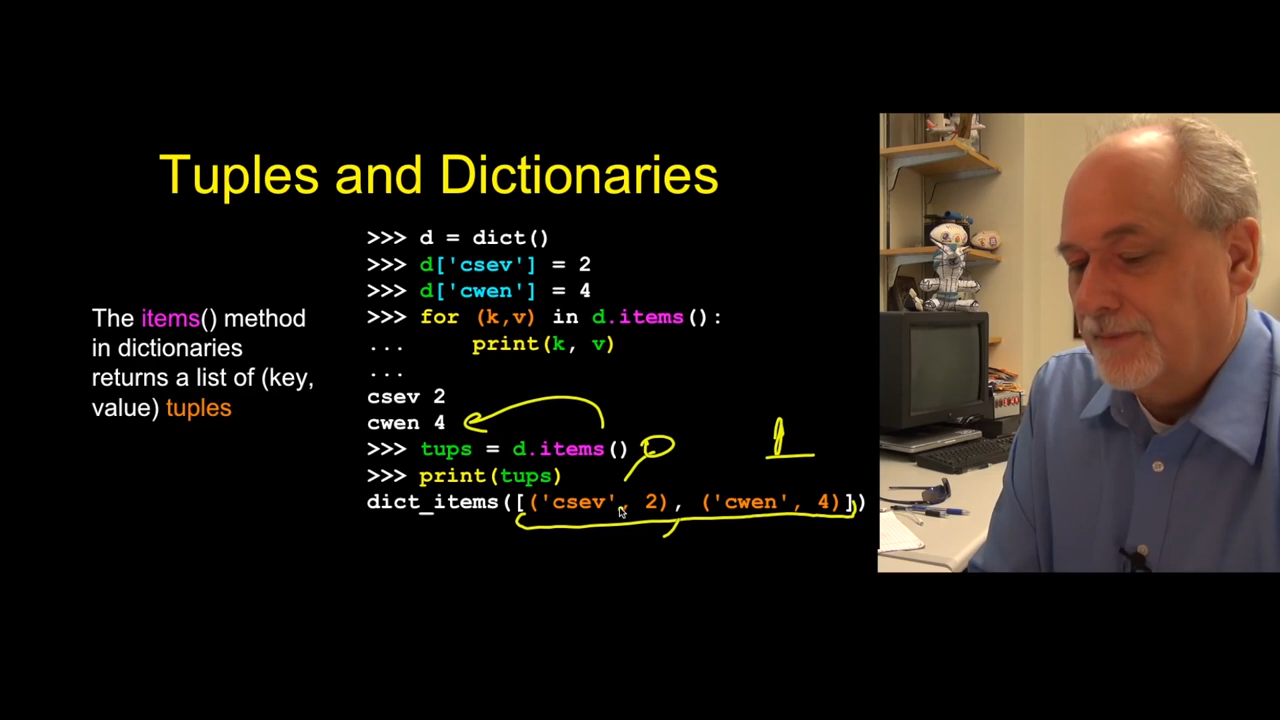 Tuples and Dictionaries
The items() method
in dictionaries
returns a list of (key,
value) tuples
>>> d = dict()
>>> d['csev'] = 2
>>> d['cwen'] = 4
>>> for (k,v) in d.items():
...     print(k, v)
...
csev 2
cwen 4
>>> tups = d.items()
>>> print(tups)
dict_items([('csev', 2), ('cwen', 4)])
1